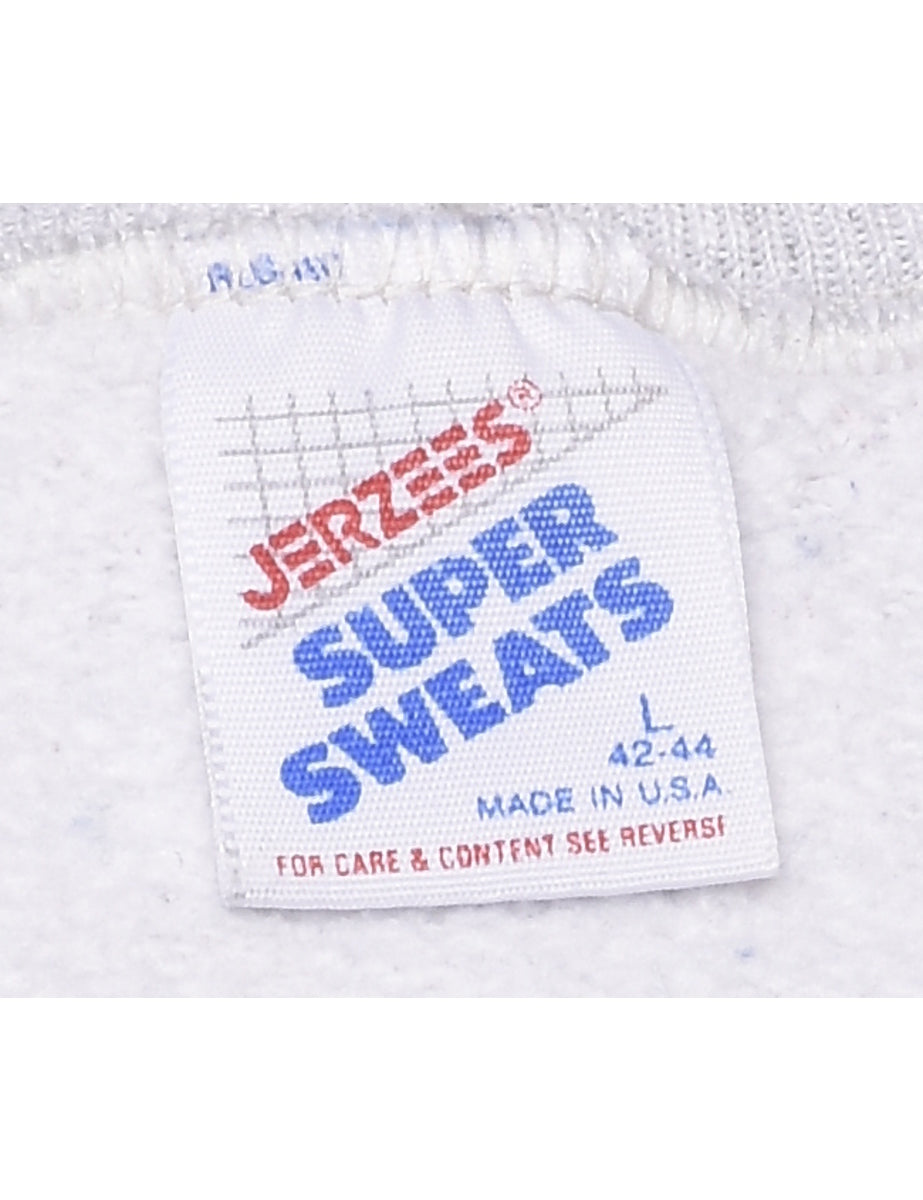 JERZEES®
SUPER
SWEATS
L
42-44
MADE IN U.S.A.
FOR CARE & CONTENT SEE REVERSE